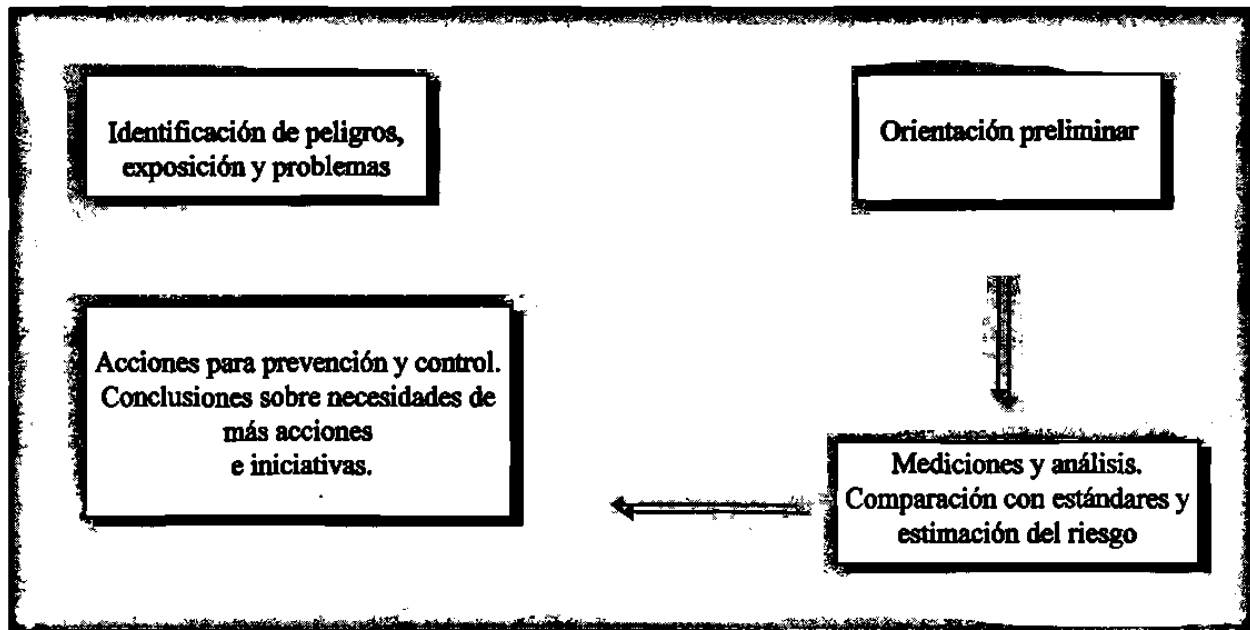 Identificación de peligros,
exposición y problemas
Orientación preliminar
Acciones para prevención y control.
Conclusiones sobre necesidades de
más acciones
e iniciativas.
Mediciones y análisis.
Comparación con estándares y
estimación del riesgo